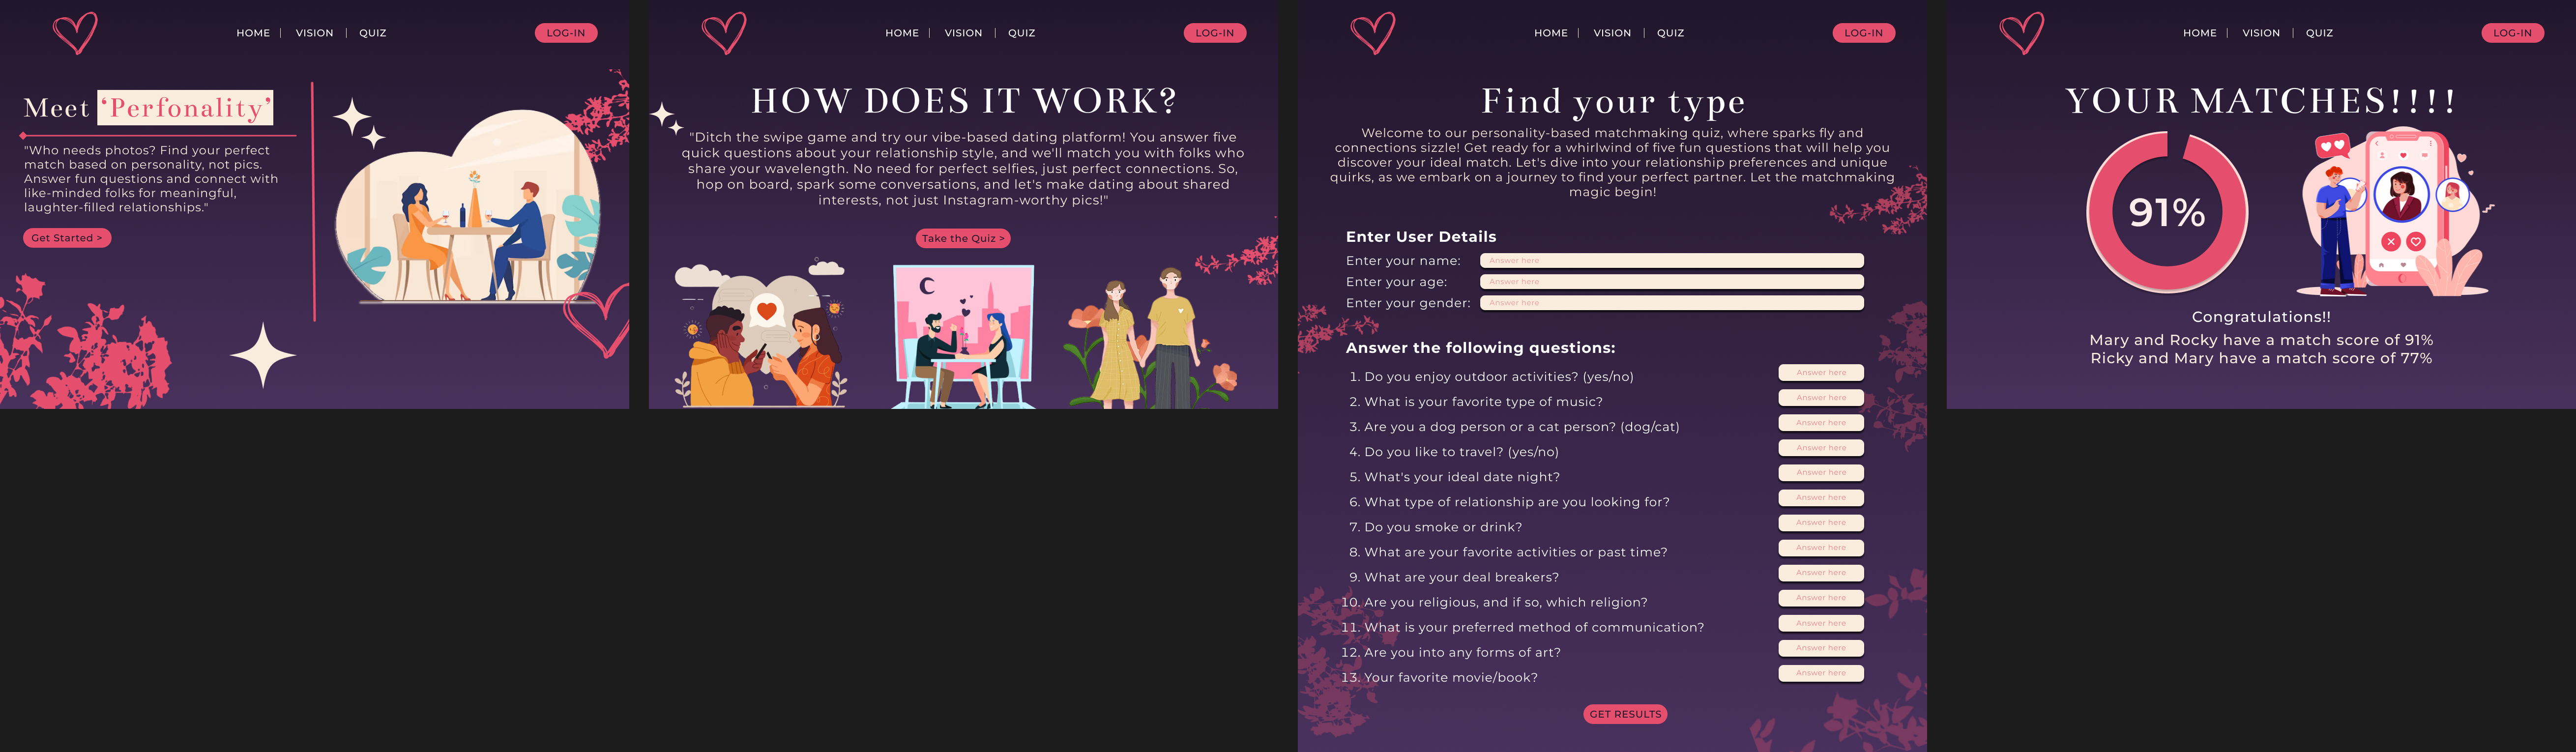 HOME | VISION | QUIZ
LOG-IN
Meet ‘Perfonality’
"Who needs photos? Find your perfect
match based on personality, not pics.
Answer fun questions and connect with
like-minded folks for meaningful,
laughter-filled relationships."
Get Started >
HOME | VISION | QUIZ
LOG-IN
HOW DOES IT WORK?
"Ditch the swipe game and try our vibe-based dating platform! You answer five
quick questions about your relationship style, and we'll match you with folks who
share your wavelength. No need for perfect selfies, just perfect connections. So,
hop on board, spark some conversations, and let's make dating about shared
interests, not just Instagram-worthy pics!"
Take the Quiz >
HOME | VISION | QUIZ
LOG-IN
Find your type
Welcome to our personality-based matchmaking quiz, where sparks fly and
connections sizzle! Get ready for a whirlwind of five fun questions that will help you
discover your ideal match. Let's dive into your relationship preferences and unique
quirks, as we embark on a journey to find your perfect partner. Let the matchmaking
magic begin!
Enter User Details
Enter your name: Answer here
Enter your age: Answer here
Enter your gender: Answer here
Answer the following questions:
1. Do you enjoy outdoor activities? (yes/no) Answer here
2. What is your favorite type of music? Answer here
3. Are you a dog person or a cat person? (dog/cat) Answer here
4. Do you like to travel? (yes/no) Answer here
5. What's your ideal date night? Answer here
6. What type of relationship are you looking for? Answer here
7. Do you smoke or drink? Answer here
8. What are your favorite activities or past time? Answer here
9. What are your deal breakers? Answer here
10. Are you religious, and if so, which religion? Answer here
11. What is your preferred method of communication? Answer here
12. Are you into any forms of art? Answer here
13. Your favorite movie/book? Answer here
GET RESULTS
HOME | VISION | QUIZ
LOG-IN
YOUR MATCHES!!!!
91%
Congratulations!!
Mary and Rocky have a match score of 91%
Ricky and Mary have a match score of 77%